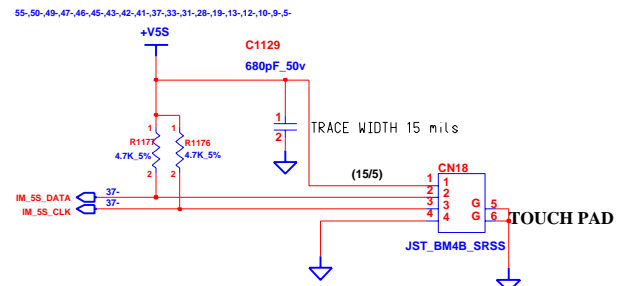 55-,50-,49-,47-,46-,45-,43-,42-,41-,37-,33-,31-,28-,19-,13-,12-,10-,9-,5-
+V5S
C1129
680pF_50v
1
2
TRACE WIDTH 15 mils
1 1
R1177 R1176
4.7K_5% 4.7K_5%
2 2
(15/5)
CN18
1 1
2 2
3 3 G 5
4 4 G 6
IM_5S_DATA 37-
IM_5S_CLK 37-
TOUCH PAD
JST_BM4B_SRSS